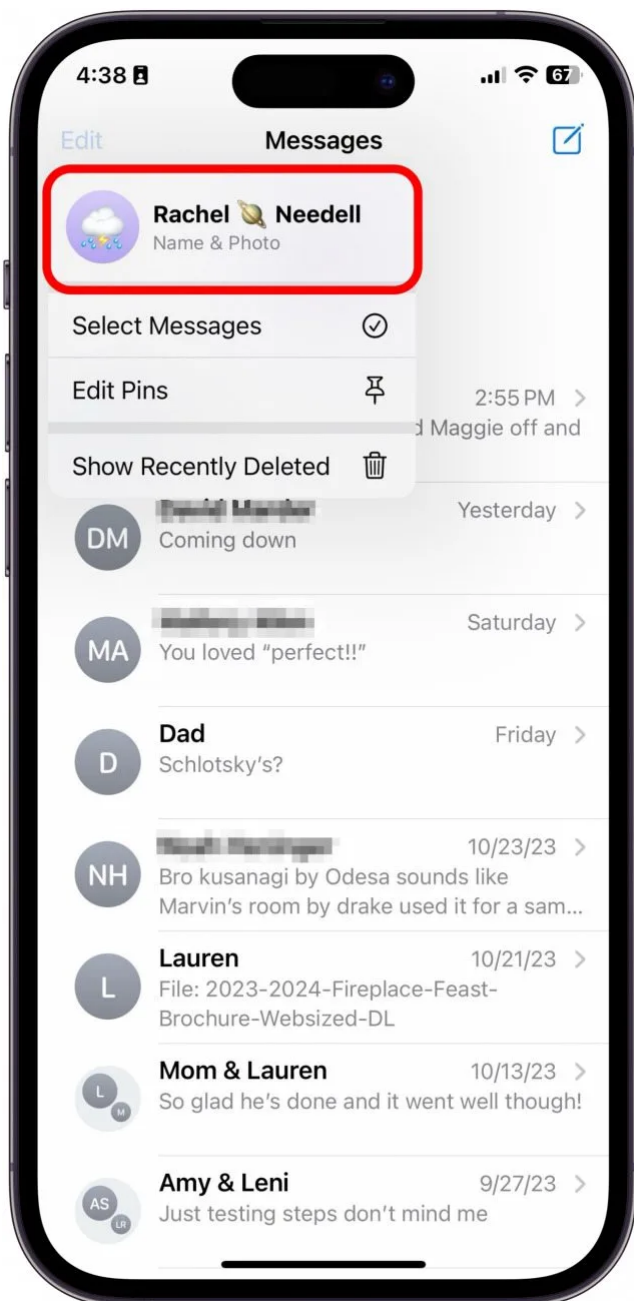 4:38
67
Edit
Messages
Rachel 🪐 Needell
Name & Photo
Select Messages
Edit Pins
Show Recently Deleted
2:55 PM
d Maggie off and
Yesterday
DM
Coming down
Saturday
MA
You loved “perfect!!”
Dad
Friday
D
Schlotsky’s?
10/23/23
NH
Bro kusanagi by Odesa sounds like
Marvin’s room by drake used it for a sam...
Lauren
10/21/23
L
File: 2023-2024-Fireplace-Feast-
Brochure-Websized-DL
Mom & Lauren
10/13/23
L
M
So glad he’s done and it went well though!
Amy & Leni
9/27/23
AS
LR
Just testing steps don’t mind me